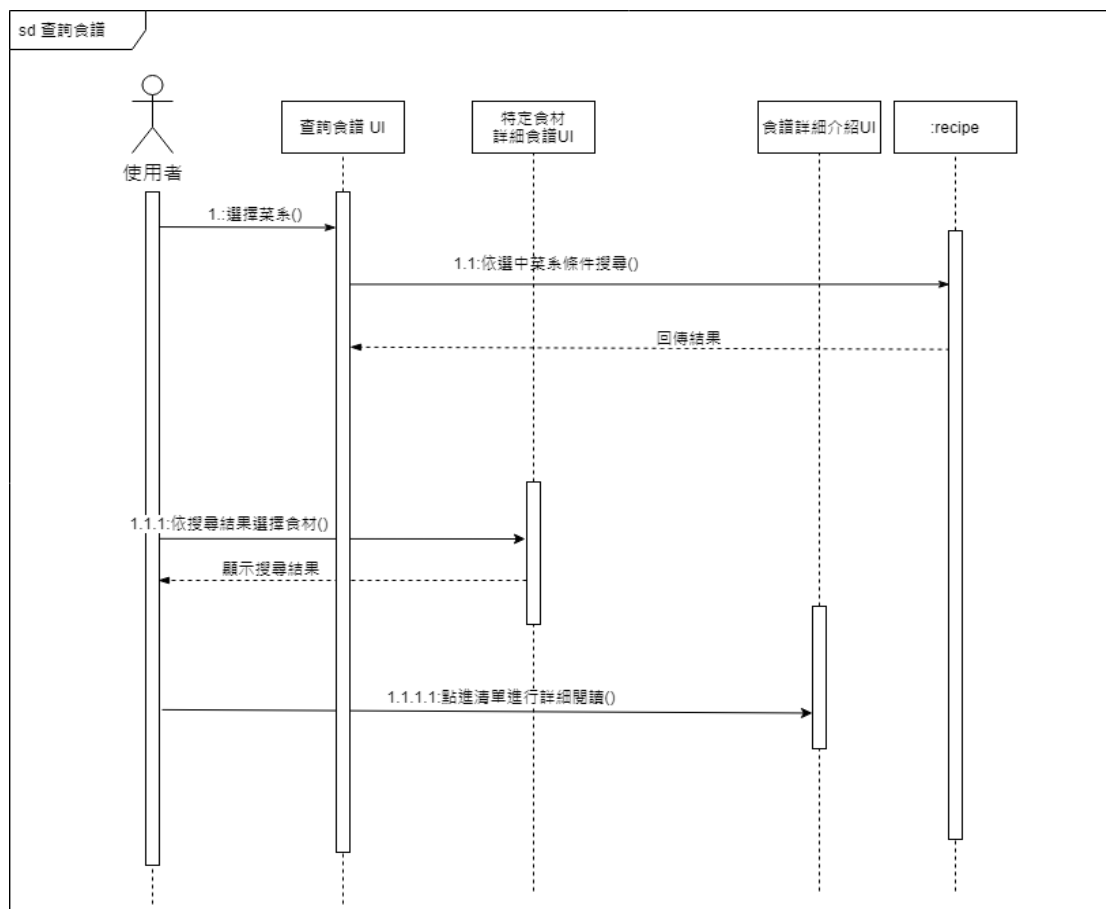 sd 查詢食譜
使用者
查詢食譜 UI
特定食材
詳細食譜UI
食譜詳細介紹UI
:recipe
1.:選擇菜系()
1.1:依選中菜系條件搜尋()
回傳結果
1.1.1:依搜尋結果選擇食材()
顯示搜尋結果
1.1.1.1:點進清單進行詳細閱讀()